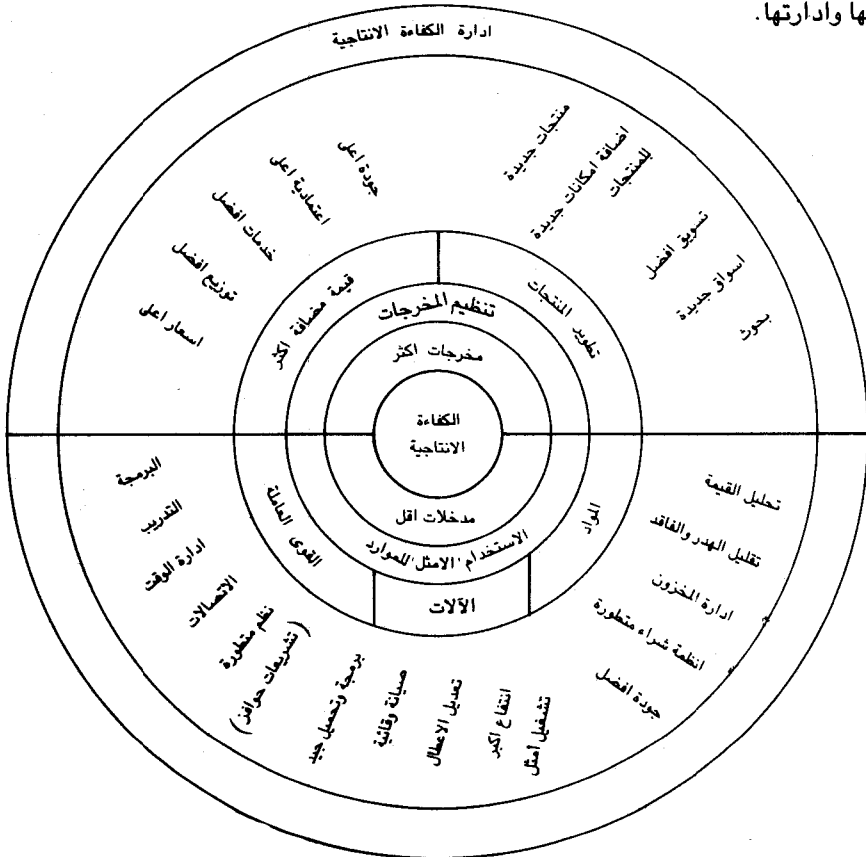 ها وادارتها.
ادارة الكفاءة الانتاجية
منتجات جديدة
اضافة امكانات جديدة
للمنتجات
تسويق افضل
اسواق جديدة
بحوث
جودة اعلى
اعتمادية اعلى
خدمات افضل
توزيع افضل
اسعار اعلى
تطوير المنتجات
قيمة مضافة اكثر
تنظيم المخرجات
مخرجات اكثر
الكفاءة
الانتاجية
مدخلات اقل
الاستخدام الامثل للموارد
المواد
الآلات
القوى العاملة
تحليل القيمة
تقليل الهدر والفاقد
ادارة المخزون
انظمة شراء متطورة
جودة افضل
تشغيل أمثل
انتفاع اكبر
تعديل الاعطال
صيانة وقائية
برمجة وتحميل جيد
البرمجة
التدريب
ادارة الوقت
الاتصالات
نظم متطورة
(تشريعات حوافز)